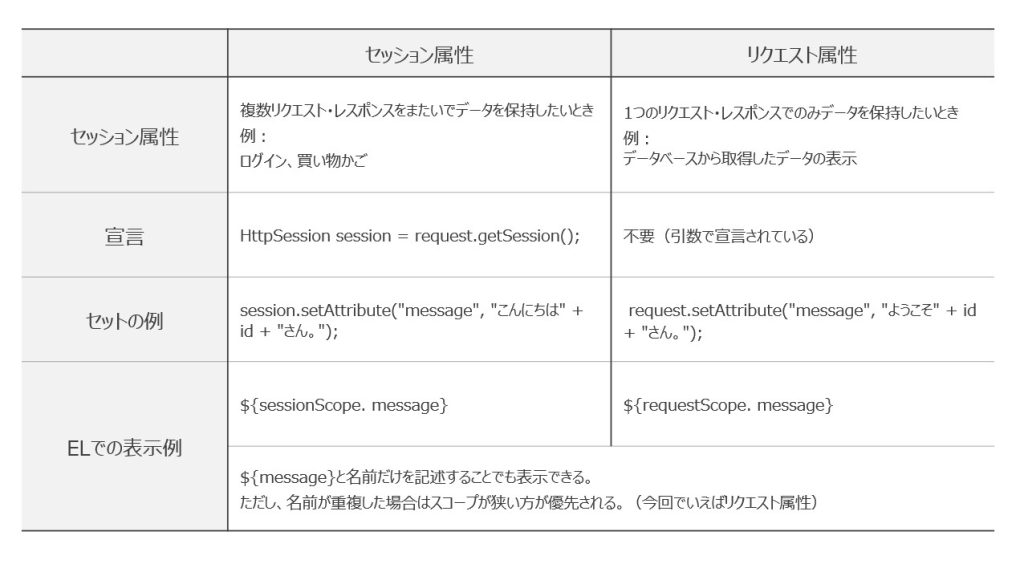 セッション属性 リクエスト属性
セッション属性
複数リクエスト・レスポンスをまたいでデータを保持したいとき
例：
ログイン、買い物かご
1つのリクエスト・レスポンスでのみデータを保持したいとき
例：
データベースから取得したデータの表示
宣言
HttpSession session = request.getSession();
不要（引数で宣言されている）
セットの例
session.setAttribute("message", "こんにちは" +
id + "さん。");
request.setAttribute("message", "ようこそ" + id
+ "さん。");
ELでの表示例
${sessionScope. message}
${requestScope. message}
${message}と名前だけを記述することでも表示できる。
ただし、名前が重複した場合はスコープが狭い方が優先される。（今回でいえばリクエスト属性）